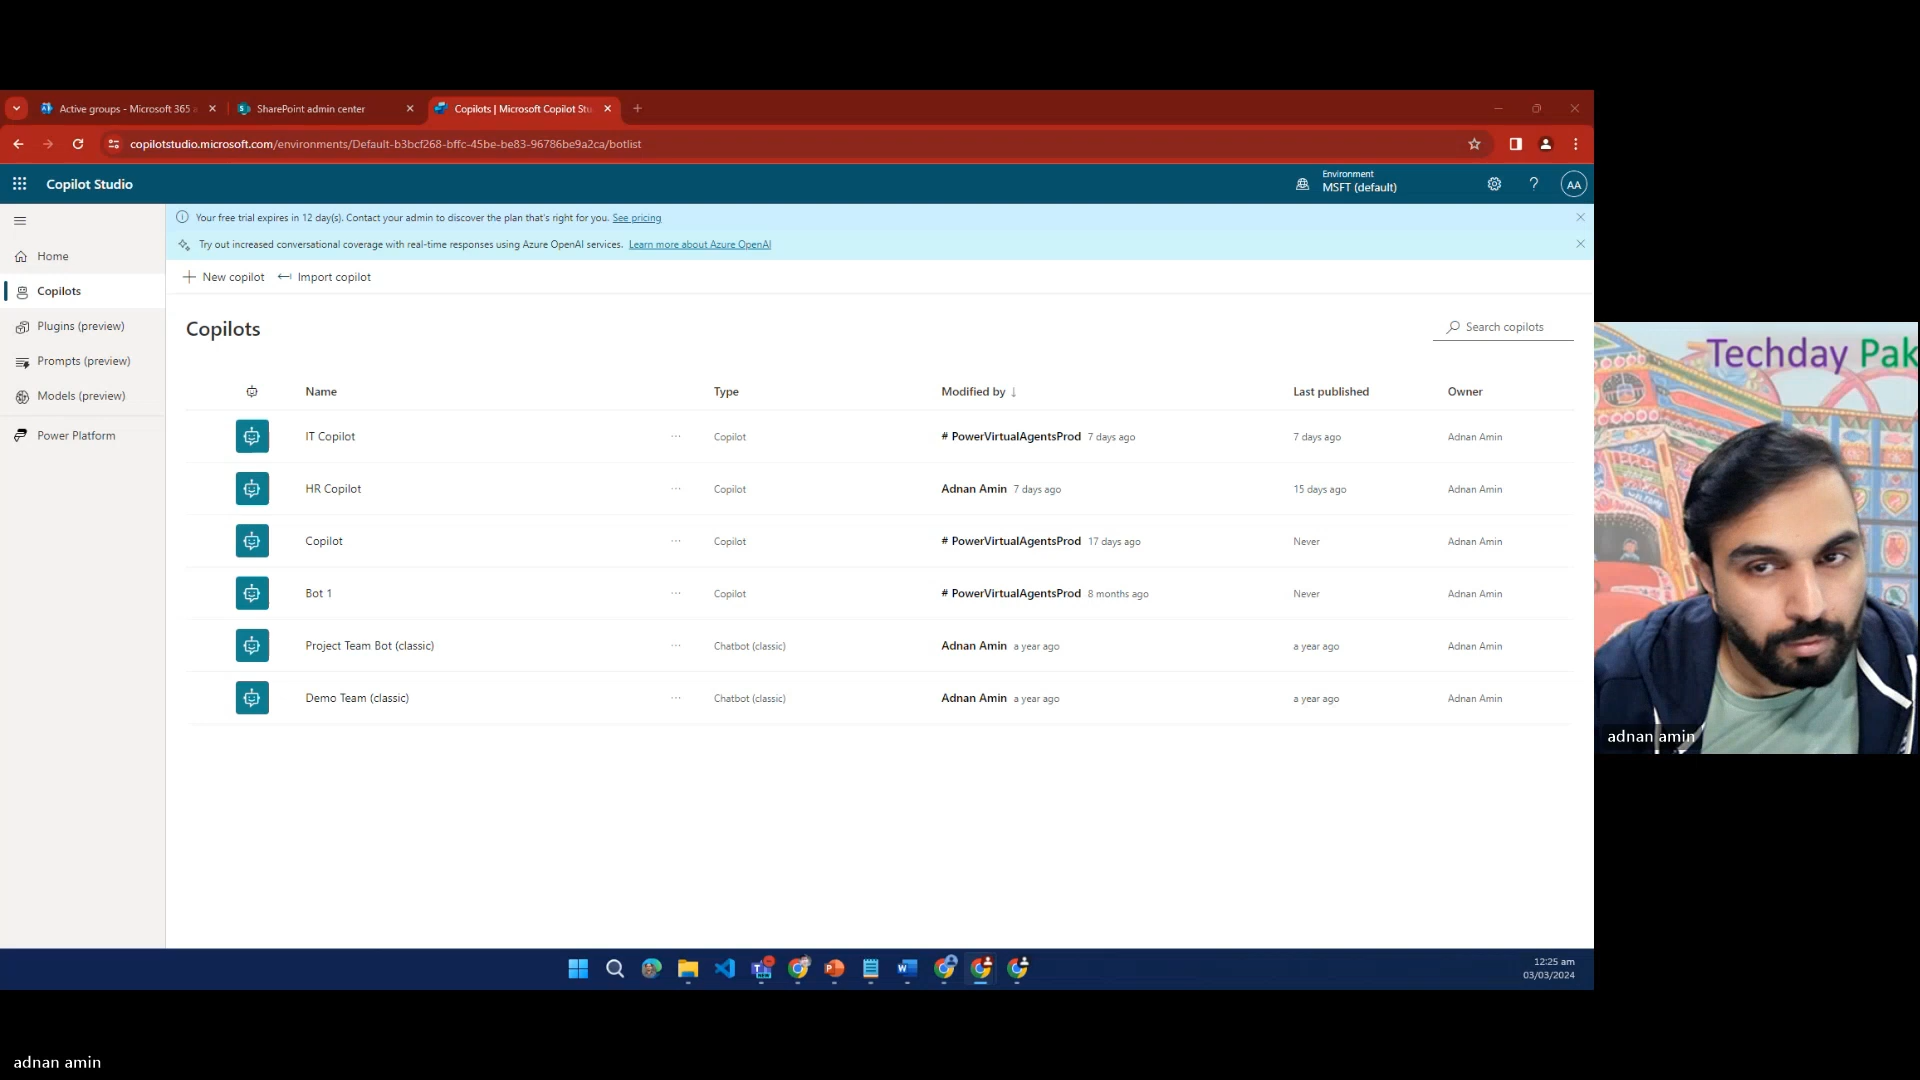 Active groups - Microsoft 365 a
SharePoint admin center
Copilots | Microsoft Copilot Stu
copilotstudio.microsoft.com/environments/Default-b3bcf268-bffc-45be-be83-96786be9a2ca/botlist
Copilot Studio
Environment
MSFT (default)
?
AA
Your free trial expires in 12 day(s). Contact your admin to discover the plan that's right for you. See pricing
Try out increased conversational coverage with real-time responses using Azure OpenAI services. Learn more about Azure OpenAI
Home
Copilots
Plugins (preview)
Prompts (preview)
Models (preview)
Power Platform
New copilot
Import copilot
Copilots
Search copilots
Name Type Modified by ↓ Last published Owner
IT Copilot ... Copilot # PowerVirtualAgentsProd 7 days ago 7 days ago Adnan Amin
HR Copilot ... Copilot Adnan Amin 7 days ago 15 days ago Adnan Amin
Copilot ... Copilot # PowerVirtualAgentsProd 17 days ago Never Adnan Amin
Bot 1 ... Copilot # PowerVirtualAgentsProd 8 months ago Never Adnan Amin
Project Team Bot (classic) ... Chatbot (classic) Adnan Amin a year ago a year ago Adnan Amin
Demo Team (classic) ... Chatbot (classic) Adnan Amin a year ago a year ago Adnan Amin
Techday Pak
adnan amin
12:25 am
03/03/2024
adnan amin